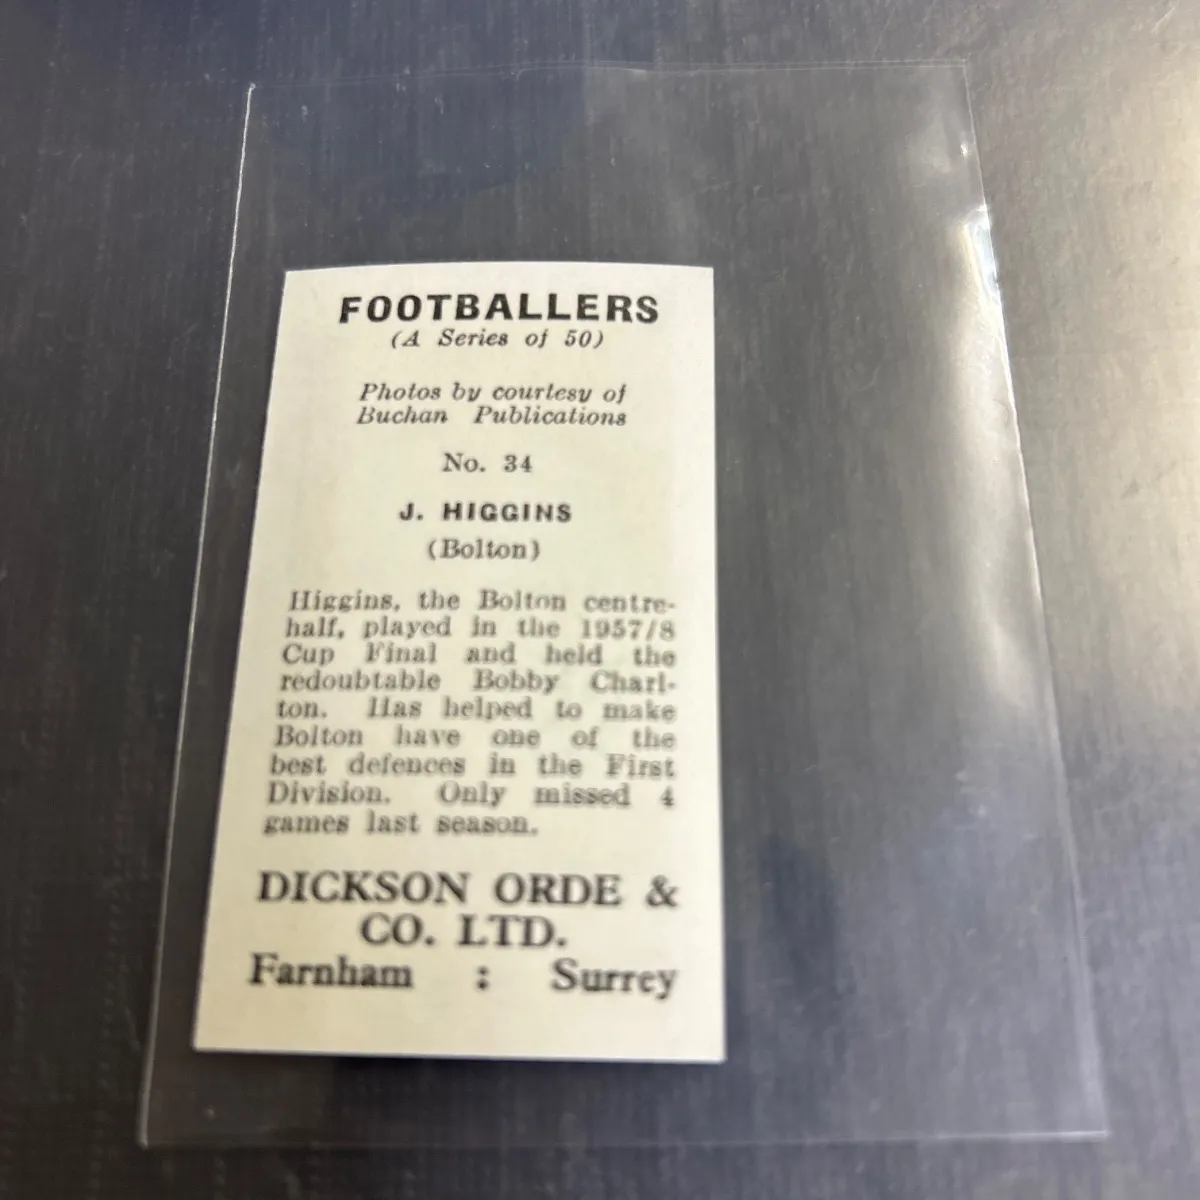 FOOTBALLERS
(A Series of 50)
Photos by courtesy of
Buchan Publications
No. 34
J. HIGGINS
(Bolton)
Higgins, the Bolton centre-
half, played in the 1957/8
Cup Final and held the
redoubtable Bobby Charl-
ton. Has helped to make
Bolton have one of the
best defences in the First
Division. Only missed 4
games last season.
DICKSON ORDE &
CO. LTD.
Farnham : Surrey